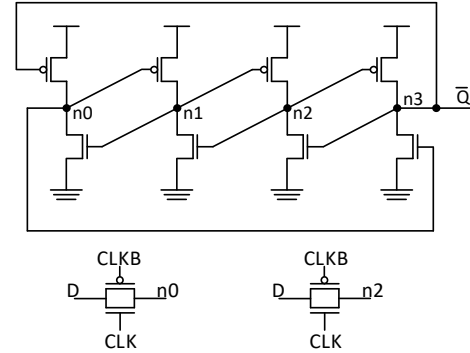 Q̅
n0 n1 n2 n3
CLKB CLKB
D n0 D n2
CLK CLK